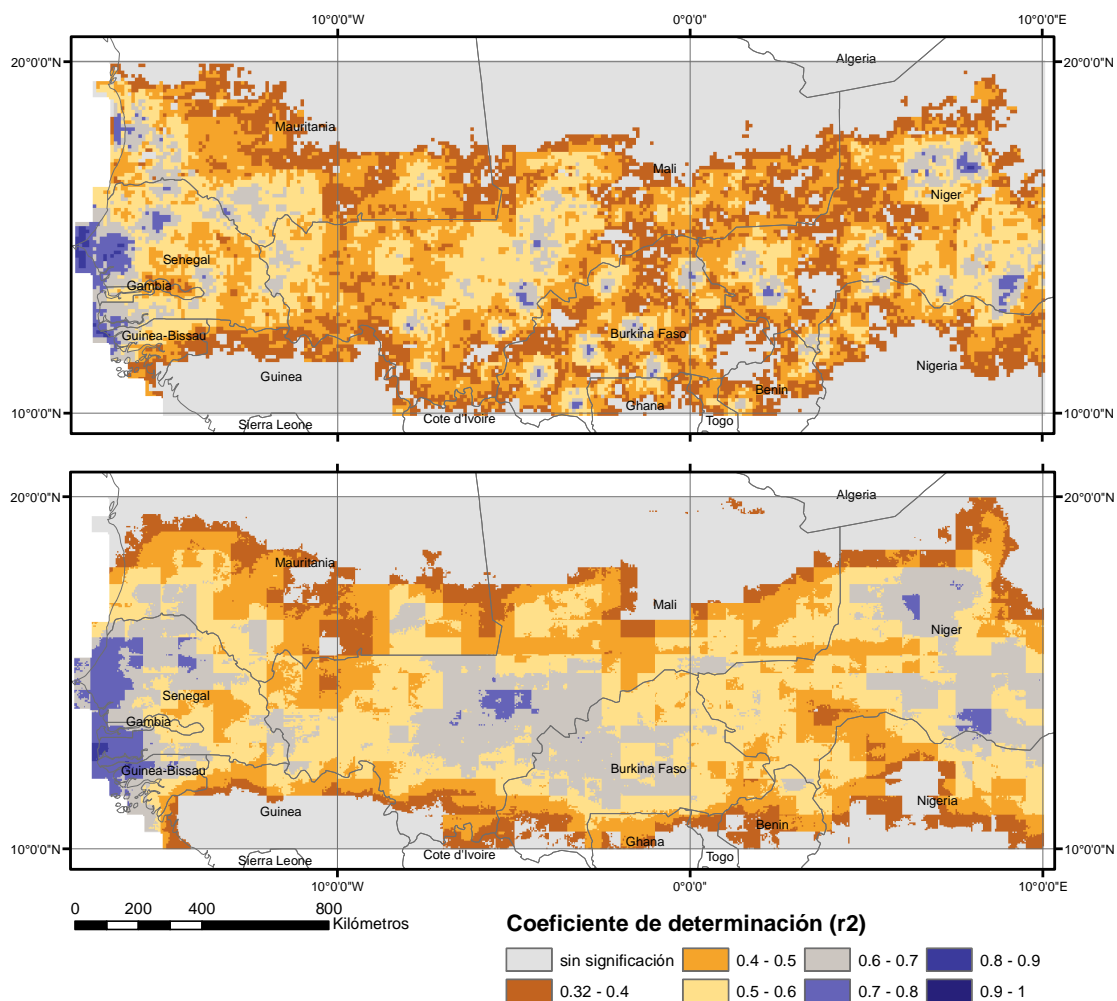 10°0'0"W 0°0'0" 10°0'0"E
20°0'0"N 20°0'0"N
Algeria
Mauritania
Mali
Niger
Senegal
Gambia
Guinea-Bissau
Burkina Faso
Guinea
Nigeria
Benin
Ghana
10°0'0"N 10°0'0"N
Sierra Leone
Cote d'Ivoire
Togo
Algeria
20°0'0"N 20°0'0"N
Mauritania
Mali
Niger
Senegal
Gambia
Guinea-Bissau
Burkina Faso
Guinea
Nigeria
Benin
Ghana
10°0'0"N 10°0'0"N
Sierra Leone
Cote d'Ivoire
Togo
10°0'0"W 0°0'0" 10°0'0"E
0 200 400 800
Kilómetros
Coeficiente de determinación (r2)
sin significación 0.4 - 0.5 0.6 - 0.7 0.8 - 0.9
0.32 - 0.4 0.5 - 0.6 0.7 - 0.8 0.9 - 1